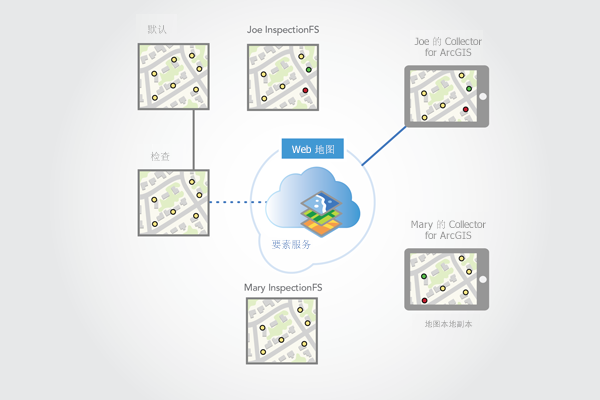 默认
Joe InspectionFS
Joe 的 Collector
for ArcGIS
Web 地图
检查
要素服务
Mary 的 Collector
for ArcGIS
Mary InspectionFS
地图本地副本